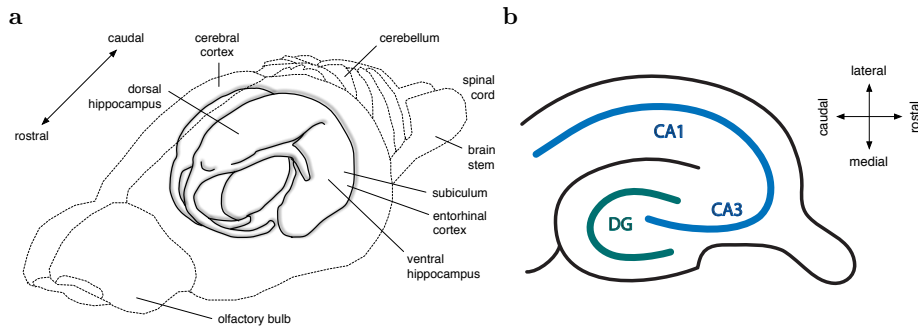 a
caudal
rostral
cerebral
cortex
cerebellum
dorsal
hippocampus
spinal
cord
brain
stem
subiculum
entorhinal
cortex
ventral
hippocampus
olfactory bulb
b
CA1
CA3
DG
lateral
caudal
rostal
medial